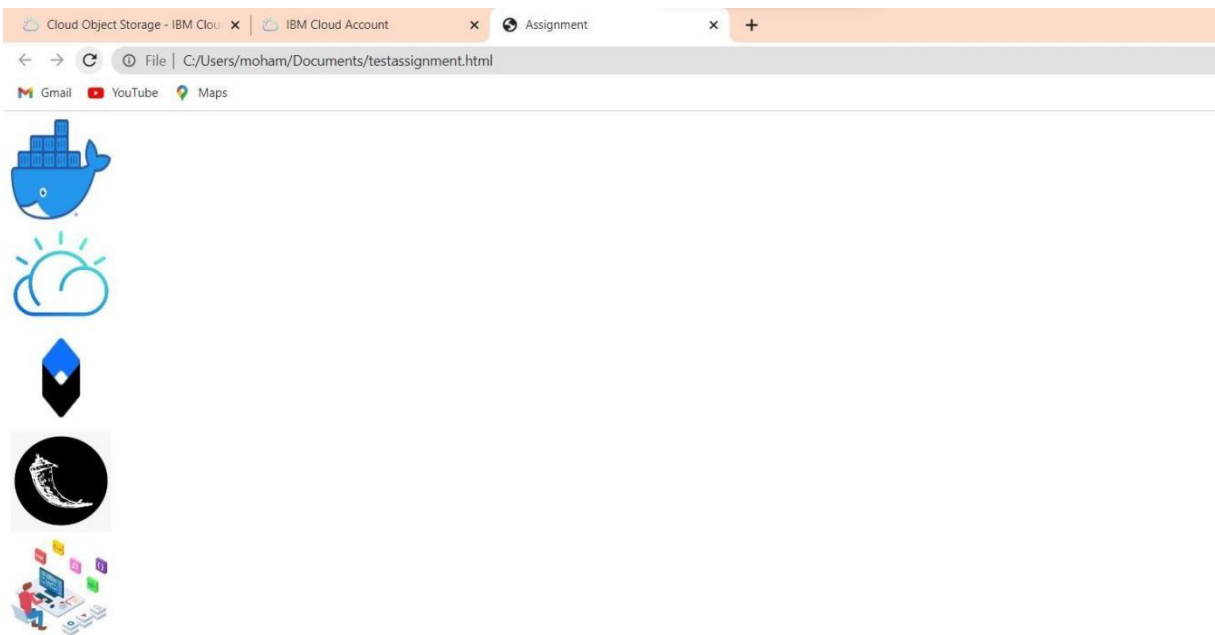 Cloud Object Storage - IBM Clou IBM Cloud Account Assignment
File | C:/Users/moham/Documents/testassignment.html
Gmail YouTube Maps